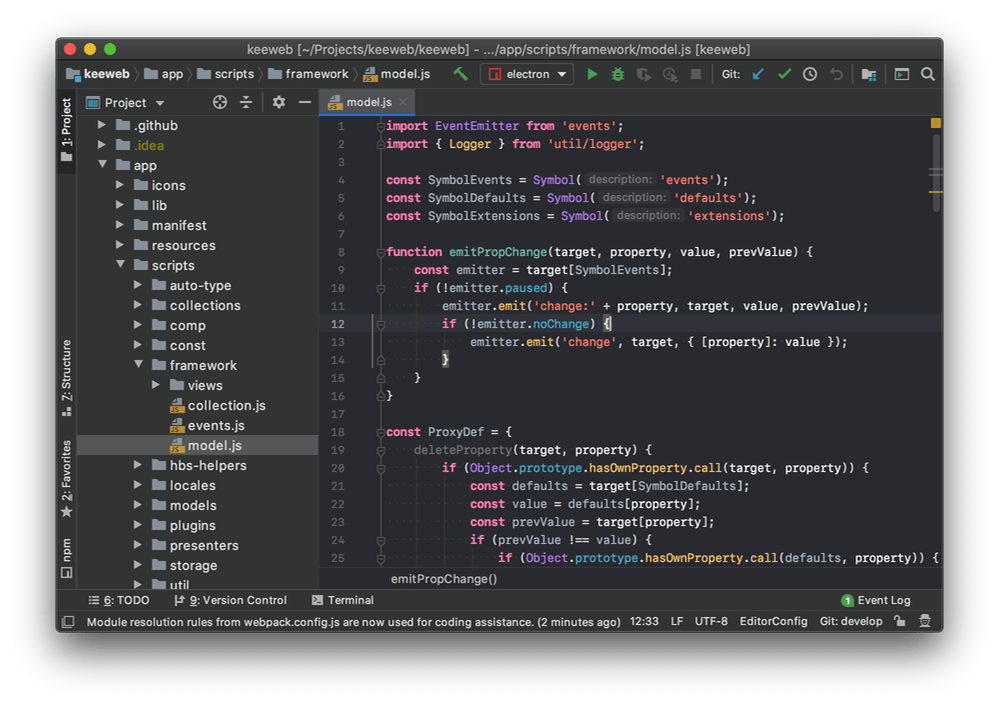 keeweb [~/Projects/keeweb/keeweb] - .../app/scripts/framework/model.js [keeweb]
keeweb app scripts framework model.js electron Git:
1: Project
Z: Structure
2: Favorites
npm
Project
.github
.idea
app
icons
lib
manifest
resources
scripts
auto-type
collections
comp
const
framework
views
collection.js
events.js
model.js
hbs-helpers
locales
models
plugins
presenters
storage
util
model.js
1 import EventEmitter from 'events';
2 import { Logger } from 'util/logger';
3
4 const SymbolEvents = Symbol( description: 'events');
5 const SymbolDefaults = Symbol( description: 'defaults');
6 const SymbolExtensions = Symbol( description: 'extensions');
7
8 function emitPropChange(target, property, value, prevValue) {
9 const emitter = target[SymbolEvents];
10 if (!emitter.paused) {
11 emitter.emit('change:' + property, target, value, prevValue);
12 if (!emitter.noChange) {
13 emitter.emit('change', target, { [property]: value });
14 }
15 }
16 }
17
18 const ProxyDef = {
19 deleteProperty(target, property) {
20 if (Object.prototype.hasOwnProperty.call(target, property)) {
21 const defaults = target[SymbolDefaults];
22 const value = defaults[property];
23 const prevValue = target[property];
24 if (prevValue !== value) {
25 if (Object.prototype.hasOwnProperty.call(defaults, property)) {
emitPropChange()
6: TODO 9: Version Control Terminal 1 Event Log
Module resolution rules from webpack.config.js are now used for coding assistance. (2 minutes ago) 12:33 LF UTF-8 EditorConfig Git: develop